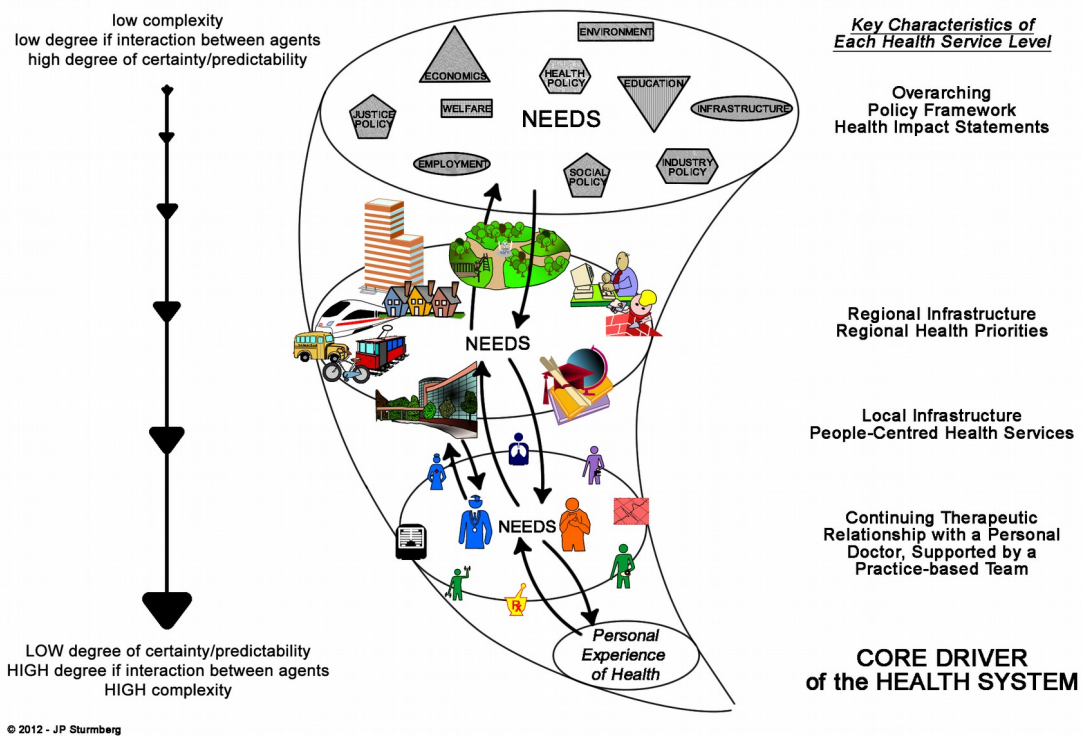 low complexity
low degree if interaction between agents
high degree of certainty/predictability
LOW degree of certainty/predictability
HIGH degree if interaction between agents
HIGH complexity
© 2012 - JP Sturmberg
ENVIRONMENT
ECONOMICS
HEALTH
POLICY
EDUCATION
JUSTICE
POLICY
WELFARE
NEEDS
INFRASTRUCTURE
EMPLOYMENT
SOCIAL
POLICY
INDUSTRY
POLICY
NEEDS
NEEDS
Rx
Personal
Experience
of Health
Key Characteristics of
Each Health Service Level
Overarching
Policy Framework
Health Impact Statements
Regional Infrastructure
Regional Health Priorities
Local Infrastructure
People-Centred Health Services
Continuing Therapeutic
Relationship with a Personal
Doctor, Supported by a
Practice-based Team
CORE DRIVER
of the HEALTH SYSTEM